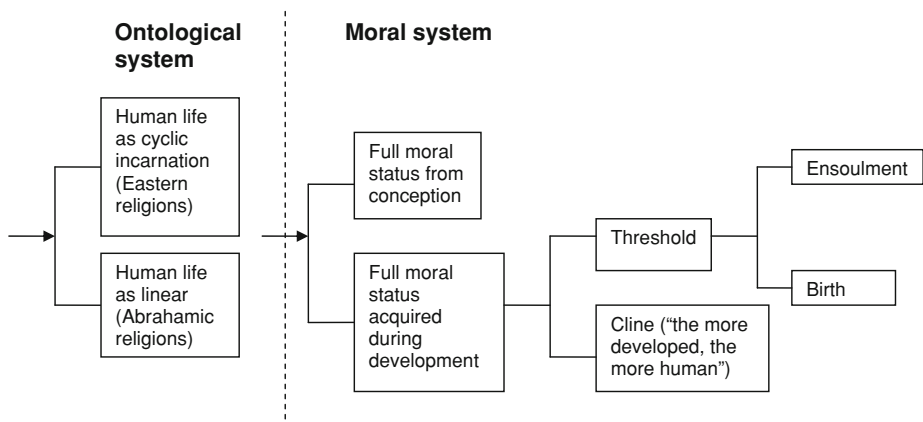 Ontological
system
Moral system
Human life
as cyclic
incarnation
(Eastern
religions)
Human life
as linear
(Abrahamic
religions)
Full moral
status from
conception
Full moral
status
acquired
during
development
Threshold
Cline (“the more
developed, the
more human”)
Ensoulment
Birth